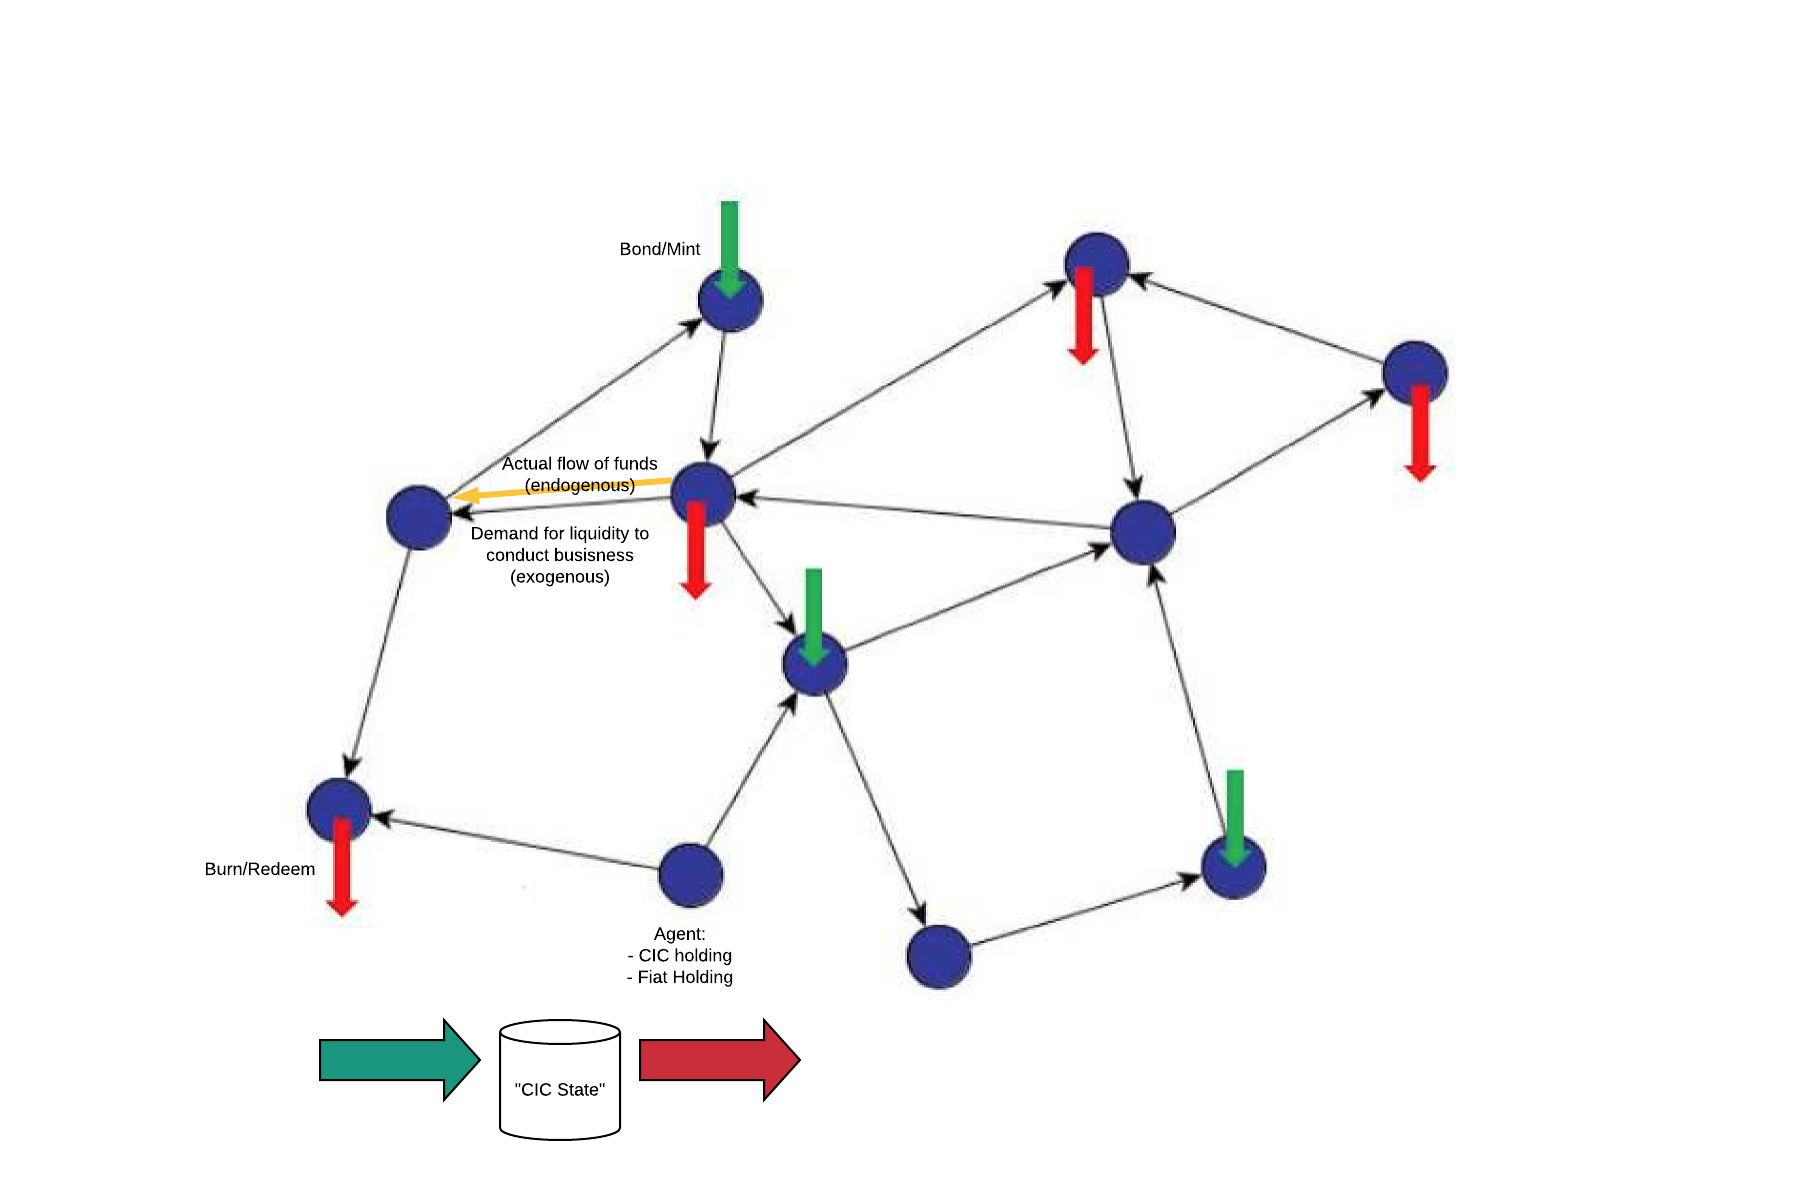 Bond/Mint
Actual flow of funds
(endogenous)
Demand for liquidity to
conduct busisness
(exogenous)
Burn/Redeem
Agent:
- CIC holding
- Fiat Holding
"CIC State"